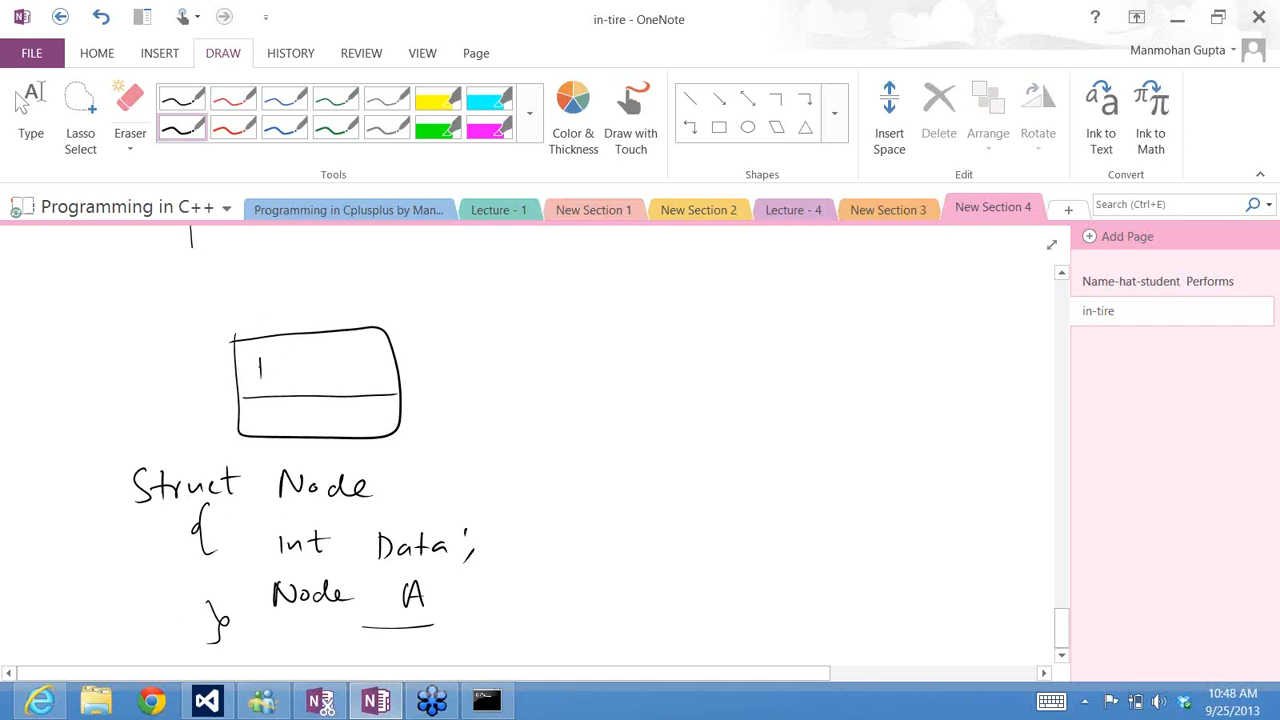 in-tire - OneNote
Manmohan Gupta
FILE HOME INSERT DRAW HISTORY REVIEW VIEW Page
Type Lasso Select Eraser Color & Thickness Draw with Touch Insert Space Delete Arrange Rotate Ink to Text Ink to Math
Tools Shapes Edit Convert
Programming in C++ Programming in Cplusplus by Man... Lecture - 1 New Section 1 New Section 2 Lecture - 4 New Section 3 New Section 4 Search (Ctrl+E)
Add Page
Name-hat-student Performs
in-tire
1
Struct Node
{ int Data;
Node A
}
10:48 AM
9/25/2013